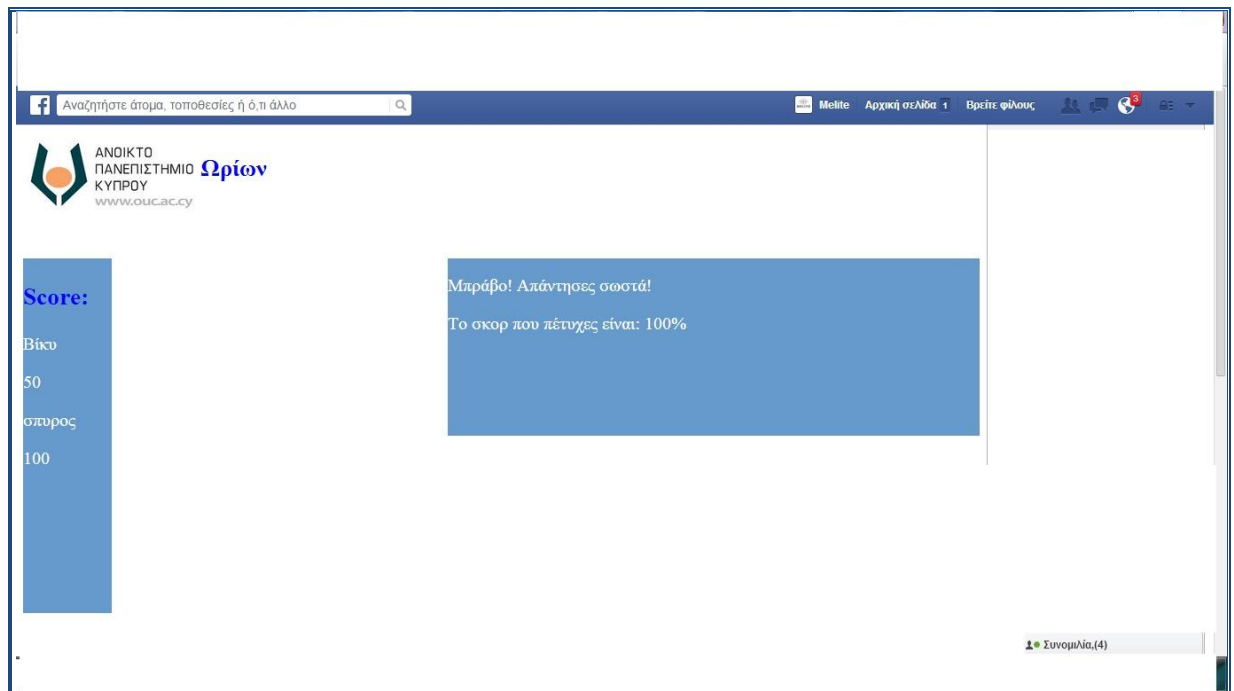 Αναζητήστε άτομα, τοποθεσίες ή ό,τι άλλο
Melite Αρχική σελίδα 1 Βρείτε φίλους 3
ΑΝΟΙΚΤΟ
ΠΑΝΕΠΙΣΤΗΜΙΟ Ωρίων
ΚΥΠΡΟΥ
www.ouc.ac.cy
Score:
Βίκυ
50
σπυρος
100
Μπράβο! Απάντησες σωστά!
Το σκορ που πέτυχες είναι: 100%
Συνομιλία,(4)